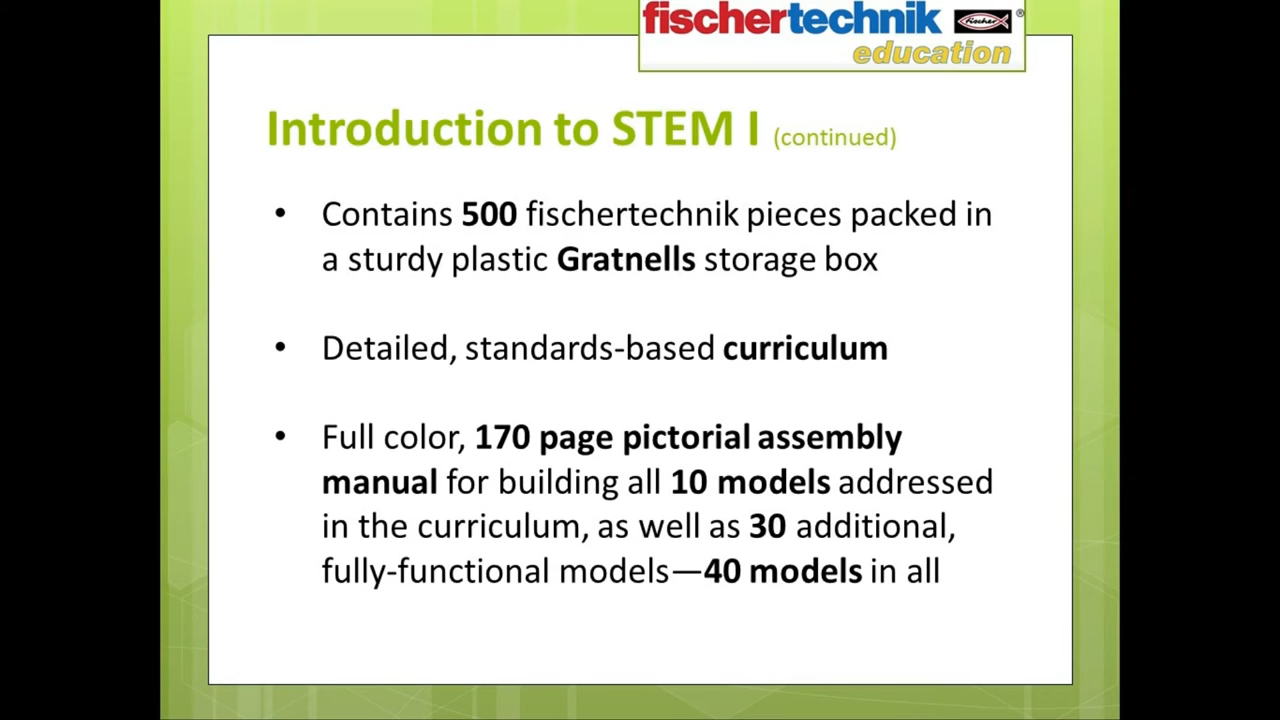 fischertechnik fischer ®
education
Introduction to STEM I (continued)
• Contains 500 fischertechnik pieces packed in
a sturdy plastic Gratnells storage box
• Detailed, standards-based curriculum
• Full color, 170 page pictorial assembly
manual for building all 10 models addressed
in the curriculum, as well as 30 additional,
fully-functional models—40 models in all